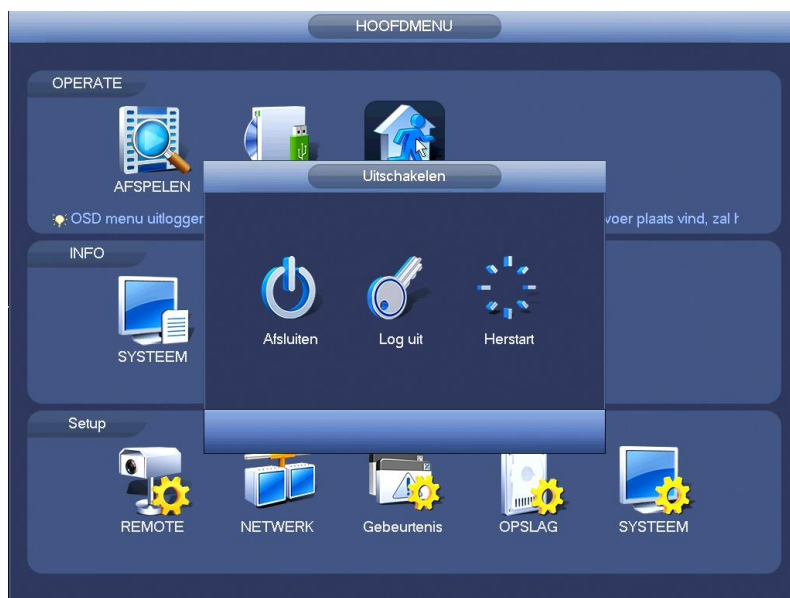 HOOFDMENU
OPERATE
AFSPELEN
OSD menu uitlogger
voer plaats vind, zal h
Uitschakelen
Afsluiten
Log uit
Herstart
INFO
SYSTEEM
Setup
REMOTE
NETWERK
Gebeurtenis
OPSLAG
SYSTEEM